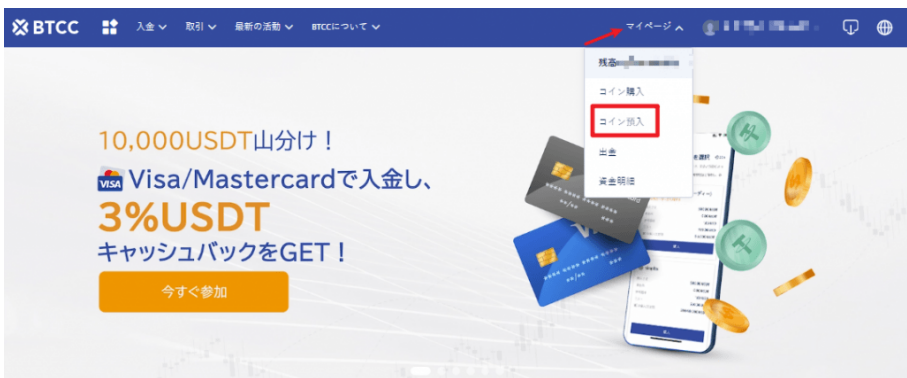 BTCC
入金
取引
最新の活動
BTCCについて
マイページ
残高
コイン購入
コイン預入
出金
資金明細
10,000USDT山分け！
VISA Visa/Mastercardで入金し、
3%USDT
キャッシュバックをGET！
今すぐ参加